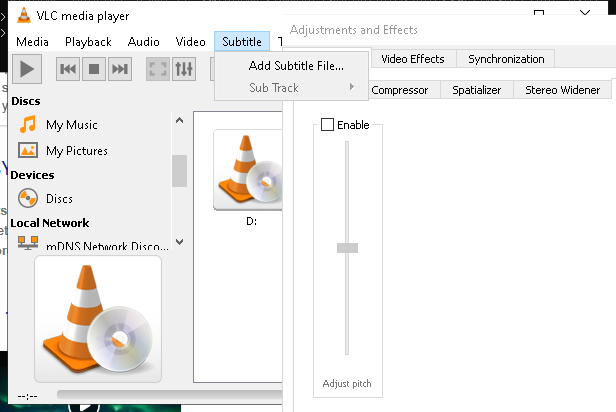 VLC media player
Adjustments and Effects
Media Playback Audio Video Subtitle
Add Subtitle File...
Sub Track
Video Effects Synchronization
Compressor Spatializer Stereo Widener
Discs
My Music
My Pictures
Devices
Discs
Local Network
mDNS Network Disco...
D:
Enable
Adjust pitch
--:--